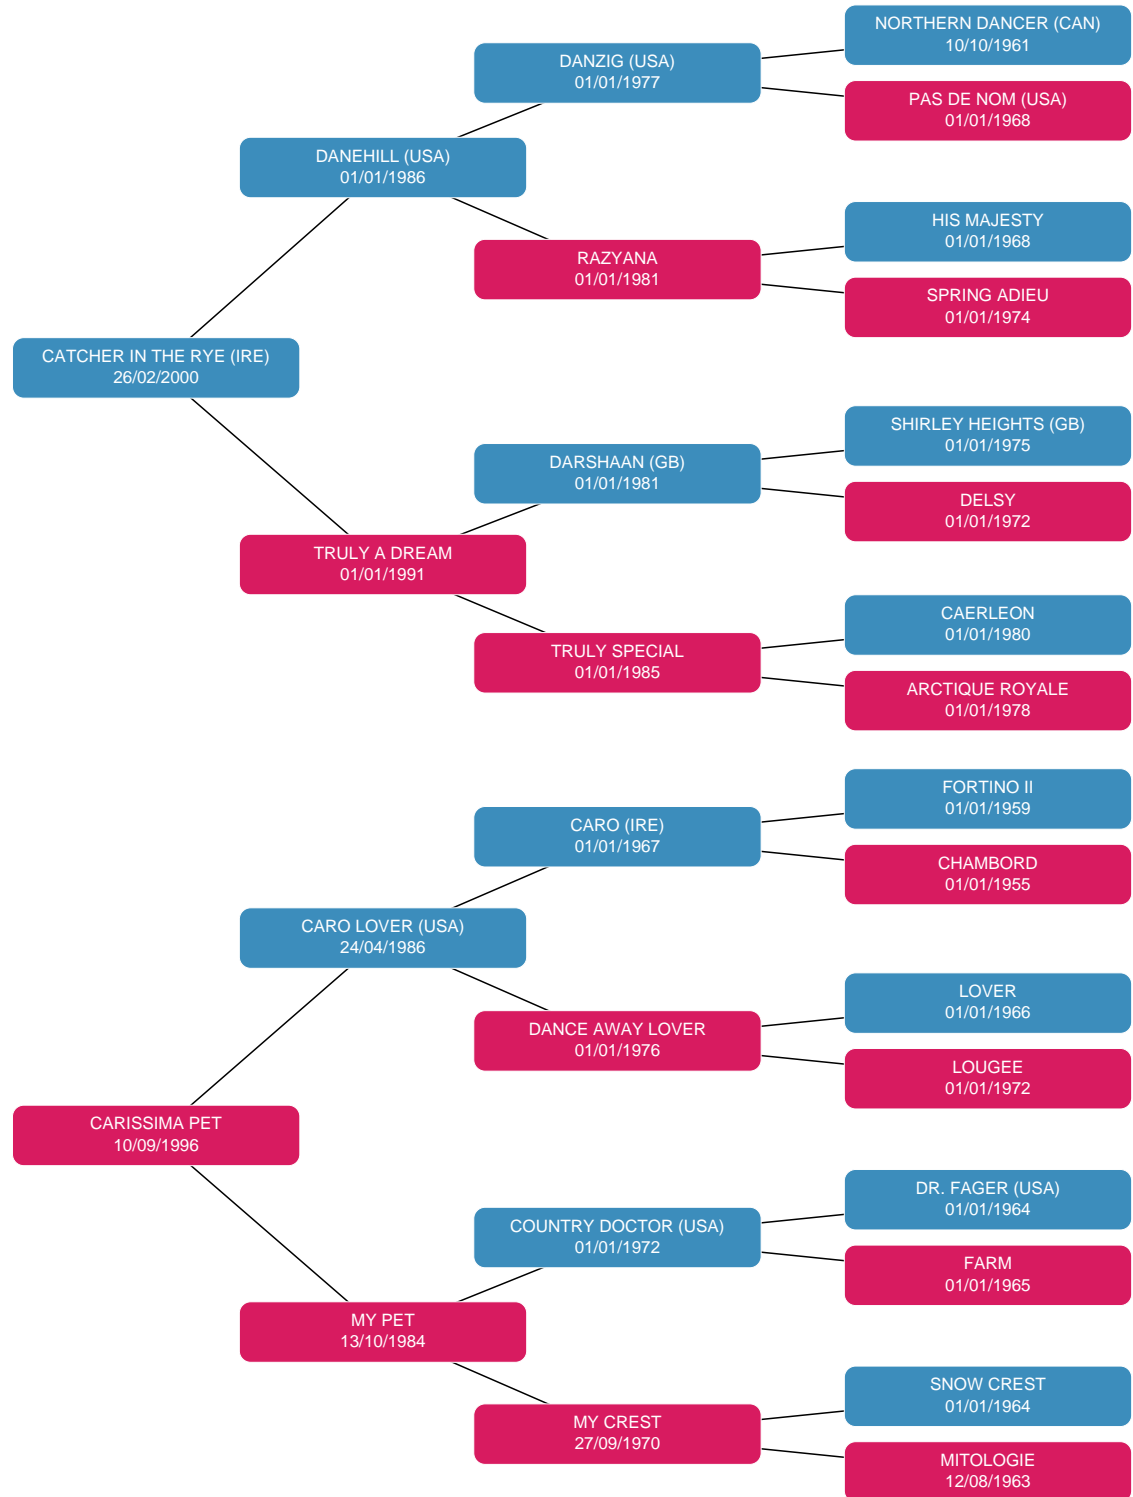 NORTHERN DANCER (CAN)
10/10/1961
DANZIG (USA)
01/01/1977
PAS DE NOM (USA)
01/01/1968
DANEHILL (USA)
01/01/1986
HIS MAJESTY
01/01/1968
RAZYANA
01/01/1981
SPRING ADIEU
01/01/1974
CATCHER IN THE RYE (IRE)
26/02/2000
SHIRLEY HEIGHTS (GB)
01/01/1975
DARSHAAN (GB)
01/01/1981
DELSY
01/01/1972
TRULY A DREAM
01/01/1991
CAERLEON
01/01/1980
TRULY SPECIAL
01/01/1985
ARCTIQUE ROYALE
01/01/1978
FORTINO II
01/01/1959
CARO (IRE)
01/01/1967
CHAMBORD
01/01/1955
CARO LOVER (USA)
24/04/1986
LOVER
01/01/1966
DANCE AWAY LOVER
01/01/1976
LOUGEE
01/01/1972
CARISSIMA PET
10/09/1996
DR. FAGER (USA)
01/01/1964
COUNTRY DOCTOR (USA)
01/01/1972
FARM
01/01/1965
MY PET
13/10/1984
SNOW CREST
01/01/1964
MY CREST
27/09/1970
MITOLOGIE
12/08/1963